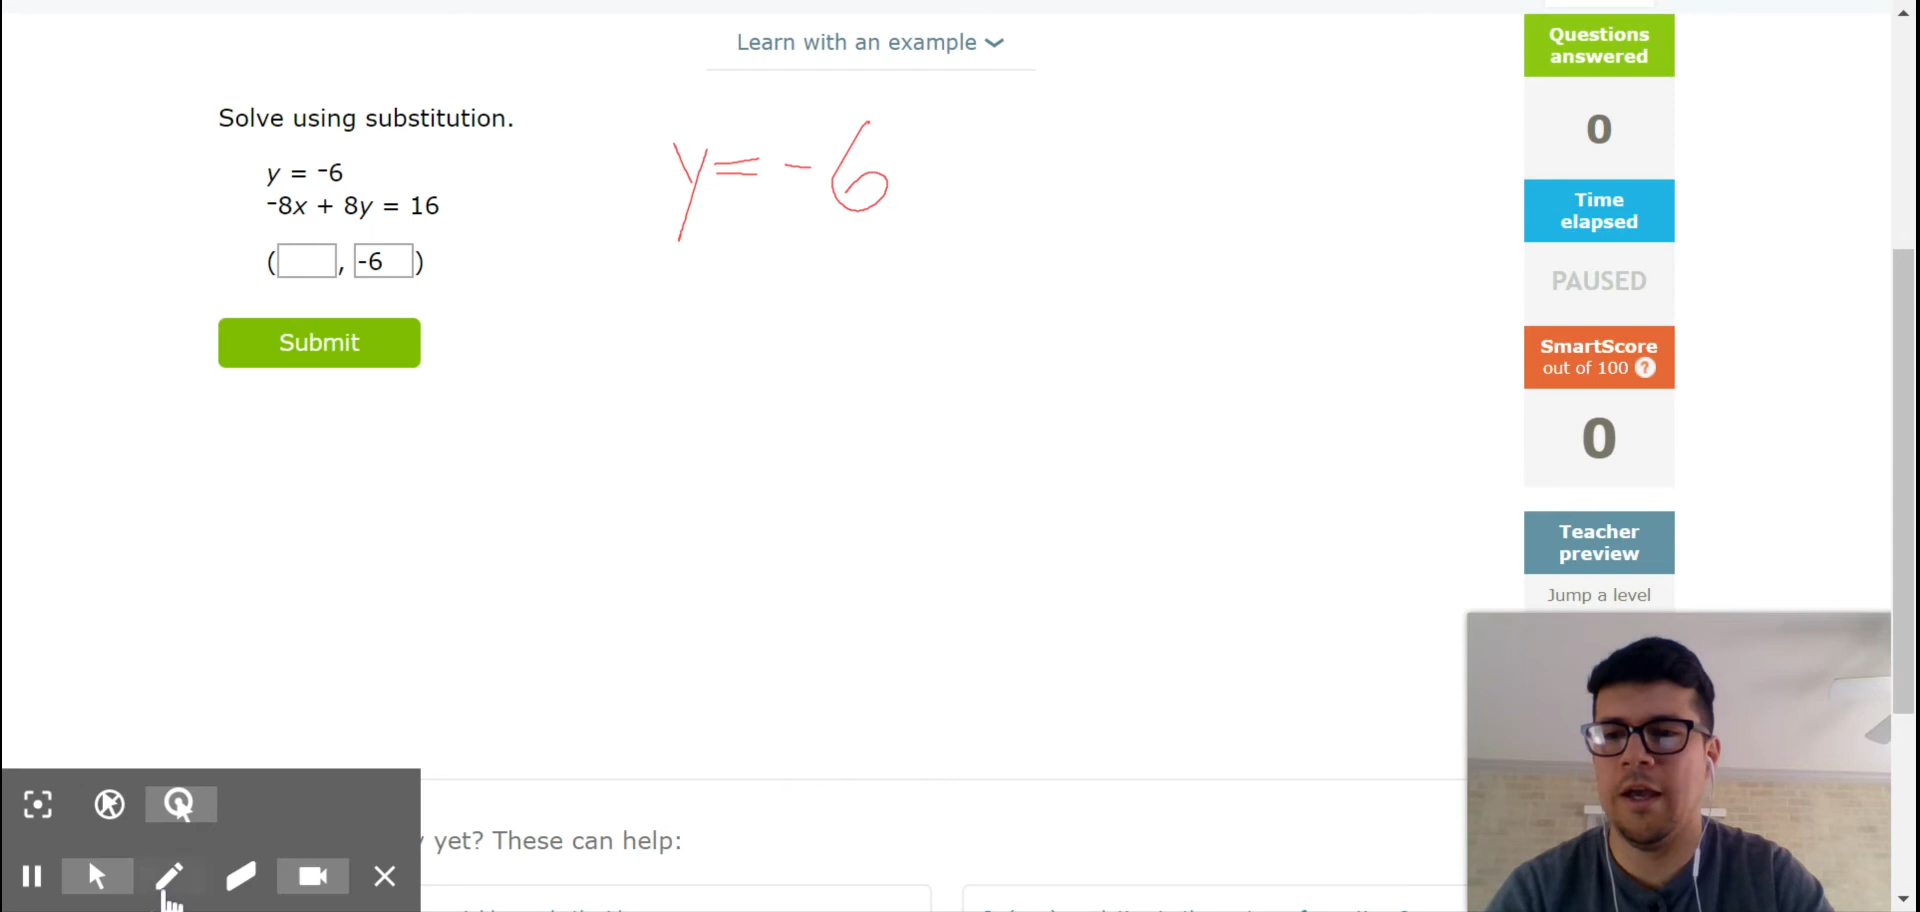 Learn with an example
Solve using substitution.
y = -6
-8x + 8y = 16
( , -6 )
Submit
y = -6
Questions
answered
0
Time
elapsed
PAUSED
SmartScore
out of 100 ?
0
Teacher
preview
Jump a level
yet? These can help: